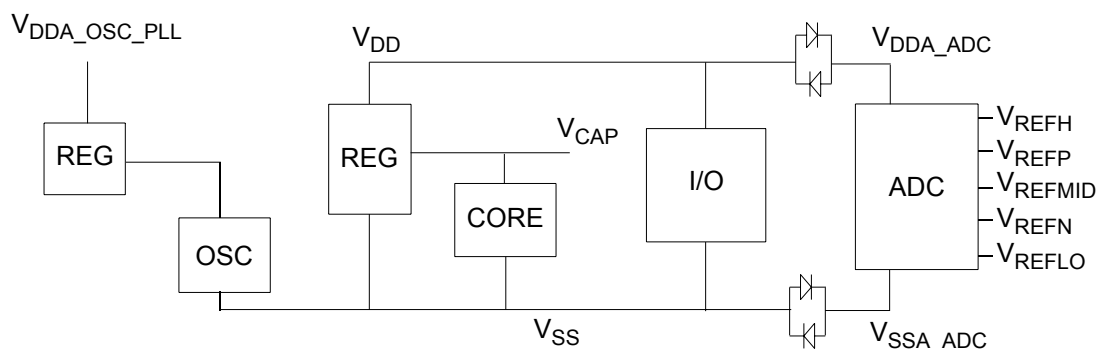 VDDA_OSC_PLL
VDD
VDDA_ADC
REG
REG
VCAP
CORE
I/O
ADC
VREFH
VREFP
VREFMID
VREFN
VREFLO
OSC
VSS
VSSA_ADC